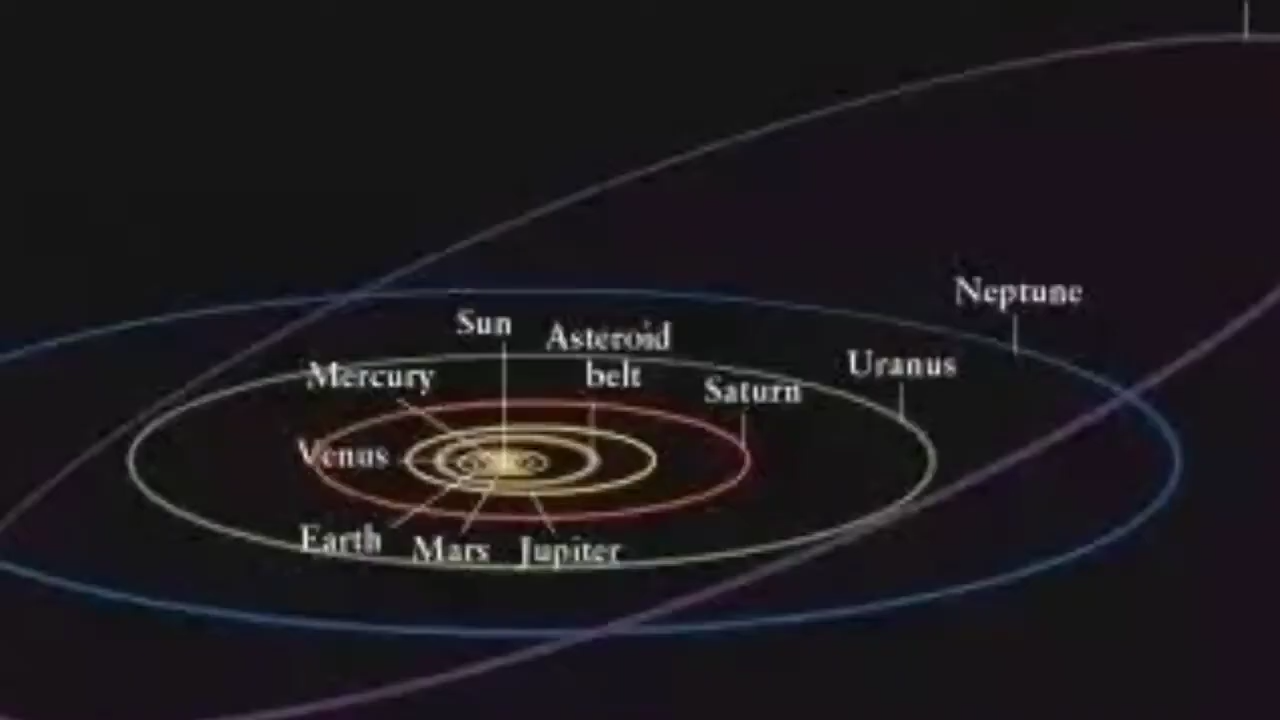 Neptune
Sun
Asteroid
belt
Uranus
Mercury
Saturn
Venus
Earth
Mars
Jupiter